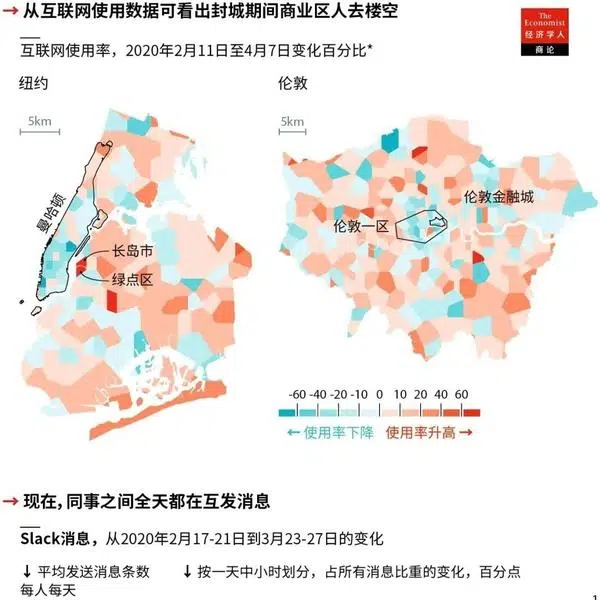 → 从互联网使用数据可看出封城期间商业区人去楼空
The
Economist
经济学人
商论
互联网使用率，2020年2月11日至4月7日变化百分比*
纽约
伦敦
5km
5km
曼哈顿
长岛市
绿点区
伦敦金融城
伦敦一区
-60 -40 -20 -10 0 10 20 40 60
← 使用率下降 使用率升高 →
→ 现在，同事之间全天都在互发消息
Slack消息，从2020年2月17-21日到3月23-27日的变化
↓ 平均发送消息条数
每人每天
↓ 按一天中小时划分，占所有消息比重的变化，百分点
1